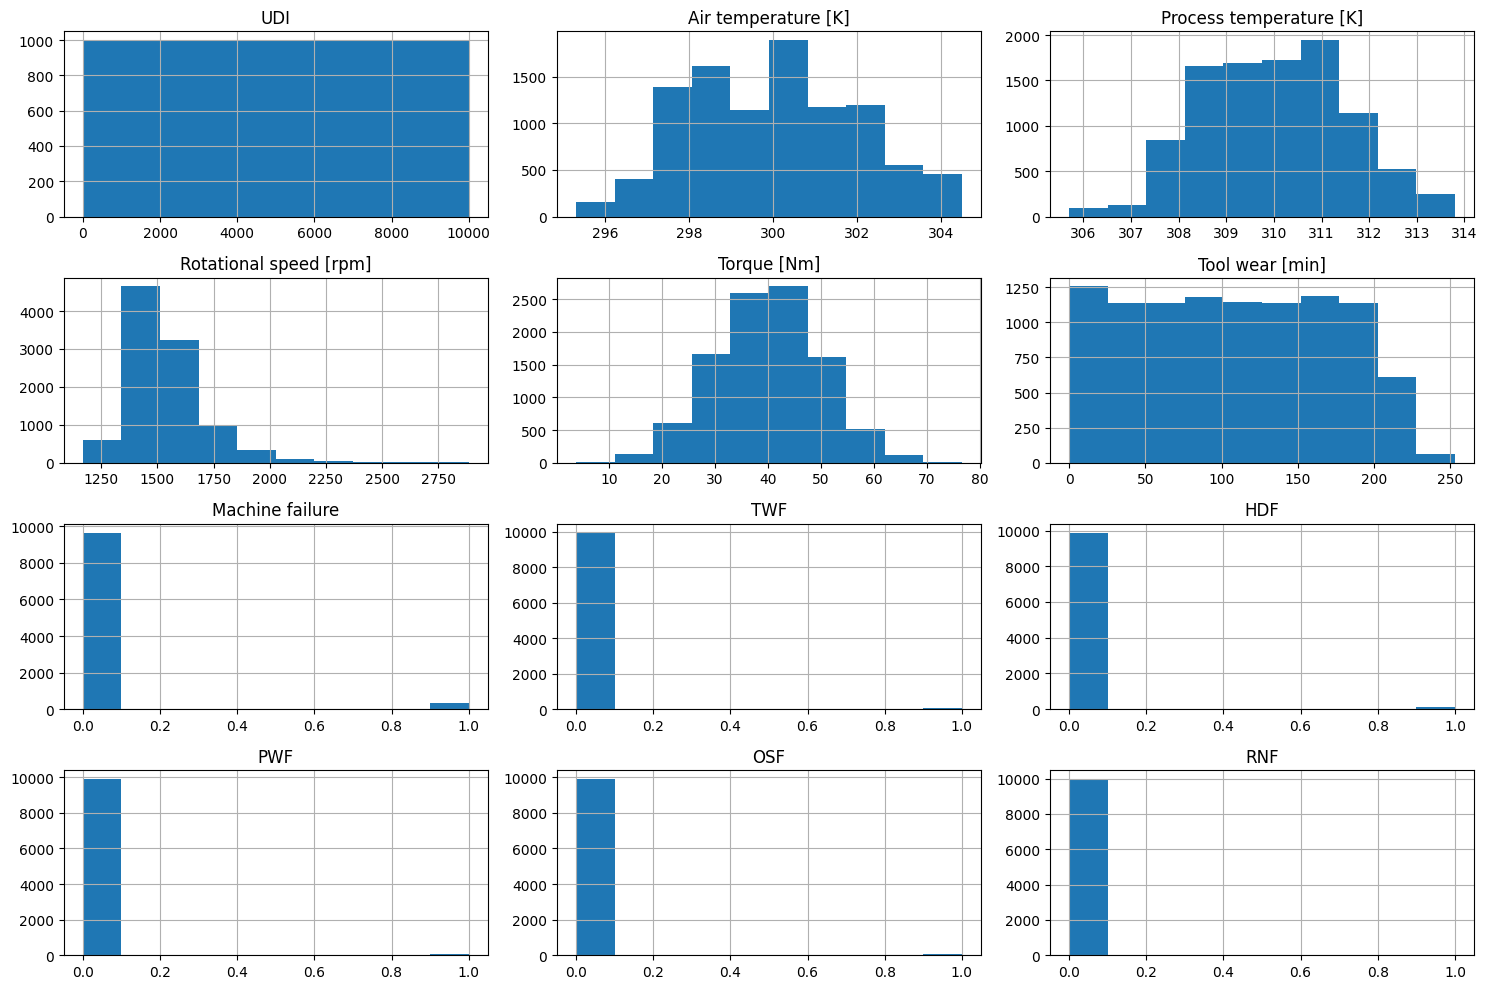 UDI Air temperature [K] Process temperature [K]
1000 800 600 400 200 0
1500 1000 500 0
2000 1500 1000 500 0
0 2000 4000 6000 8000 10000
296 298 300 302 304
306 307 308 309 310 311 312 313 314
Rotational speed [rpm] Torque [Nm] Tool wear [min]
4000 3000 2000 1000 0
2500 2000 1500 1000 500 0
1250 1000 750 500 250 0
1250 1500 1750 2000 2250 2500 2750
10 20 30 40 50 60 70 80
0 50 100 150 200 250
Machine failure TWF HDF
10000 8000 6000 4000 2000 0
10000 8000 6000 4000 2000 0
10000 8000 6000 4000 2000 0
0.0 0.2 0.4 0.6 0.8 1.0
0.0 0.2 0.4 0.6 0.8 1.0
0.0 0.2 0.4 0.6 0.8 1.0
PWF OSF RNF
10000 8000 6000 4000 2000 0
10000 8000 6000 4000 2000 0
10000 8000 6000 4000 2000 0
0.0 0.2 0.4 0.6 0.8 1.0
0.0 0.2 0.4 0.6 0.8 1.0
0.0 0.2 0.4 0.6 0.8 1.0